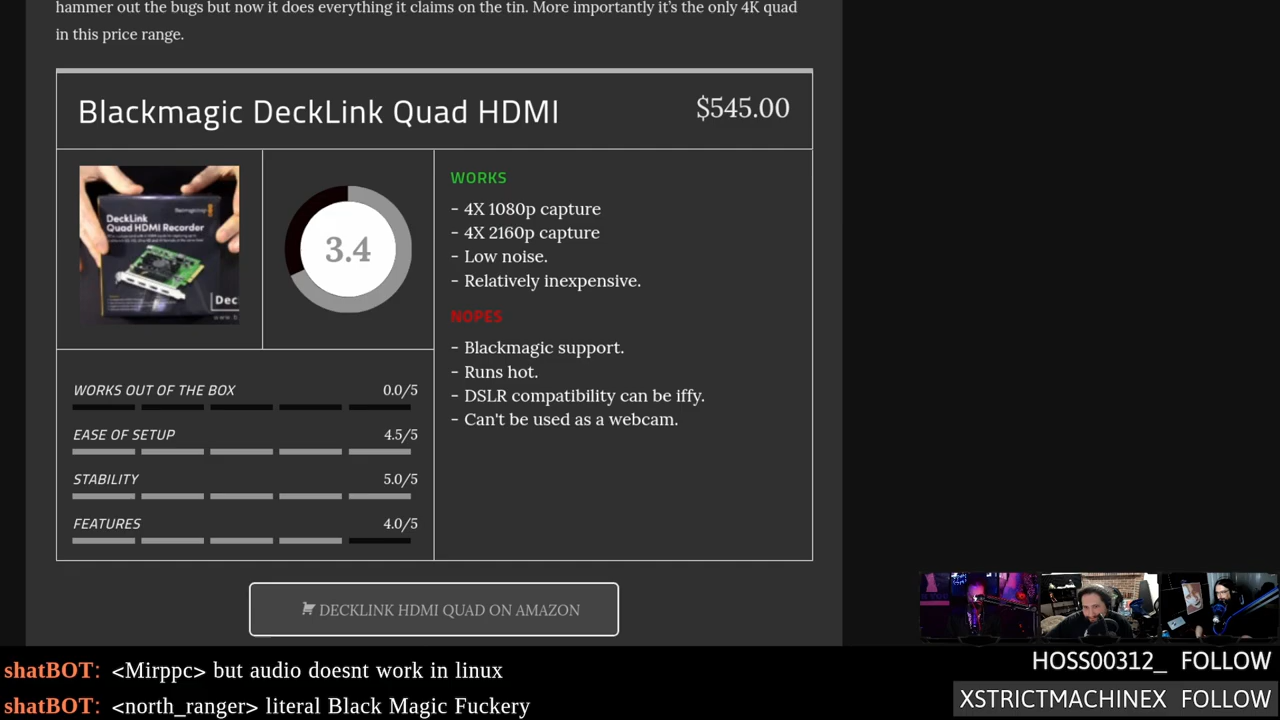 hammer out the bugs but now it does everything it claims on the tin. More importantly it's the only 4K quad
in this price range.
Blackmagic DeckLink Quad HDMI
$545.00
DeckLink
Quad HDMI Recorder
Dec
3.4
WORKS
- 4X 1080p capture
- 4X 2160p capture
- Low noise.
- Relatively inexpensive.
NOPES
- Blackmagic support.
- Runs hot.
- DSLR compatibility can be iffy.
- Can't be used as a webcam.
WORKS OUT OF THE BOX 0.0/5
EASE OF SETUP 4.5/5
STABILITY 5.0/5
FEATURES 4.0/5
DECKLINK HDMI QUAD ON AMAZON
shatBOT: <Mirppc> but audio doesnt work in linux
shatBOT: <north_ranger> literal Black Magic Fuckery
HOSS00312_ FOLLOW
XSTRICTMACHINEX FOLLOW